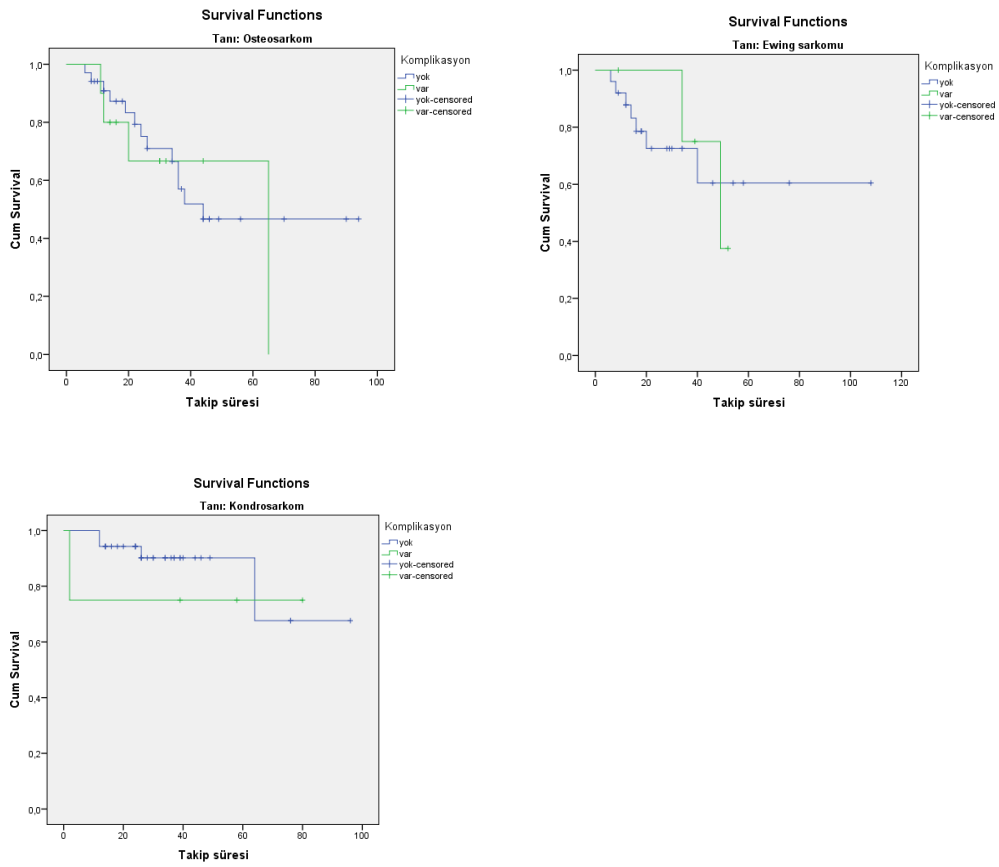 Survival Functions
Tanı: Osteosarkom
Komplikasyon
yok
var
yok-censored
var-censored
1,0
0,8
0,6
0,4
0,2
0,0
Cum Survival
0 20 40 60 80 100
Takip süresi
Survival Functions
Tanı: Ewing sarkomu
Komplikasyon
yok
var
yok-censored
var-censored
1,0
0,8
0,6
0,4
0,2
0,0
Cum Survival
0 20 40 60 80 100 120
Takip süresi
Survival Functions
Tanı: Kondrosarkom
Komplikasyon
yok
var
yok-censored
var-censored
1,0
0,8
0,6
0,4
0,2
0,0
Cum Survival
0 20 40 60 80 100
Takip süresi